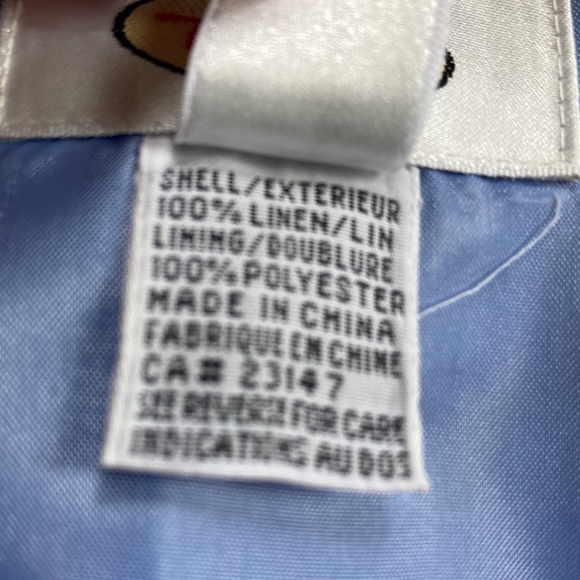 SHELL/EXTERIEUR
100% LINEN/LIN
LINING/DOUBLURE
100% POLYESTER
MADE IN CHINA
FABRIQUE EN CHINE
CA# 23147
SEE REVERSE FOR CARE
INDICATIONS AU DOS